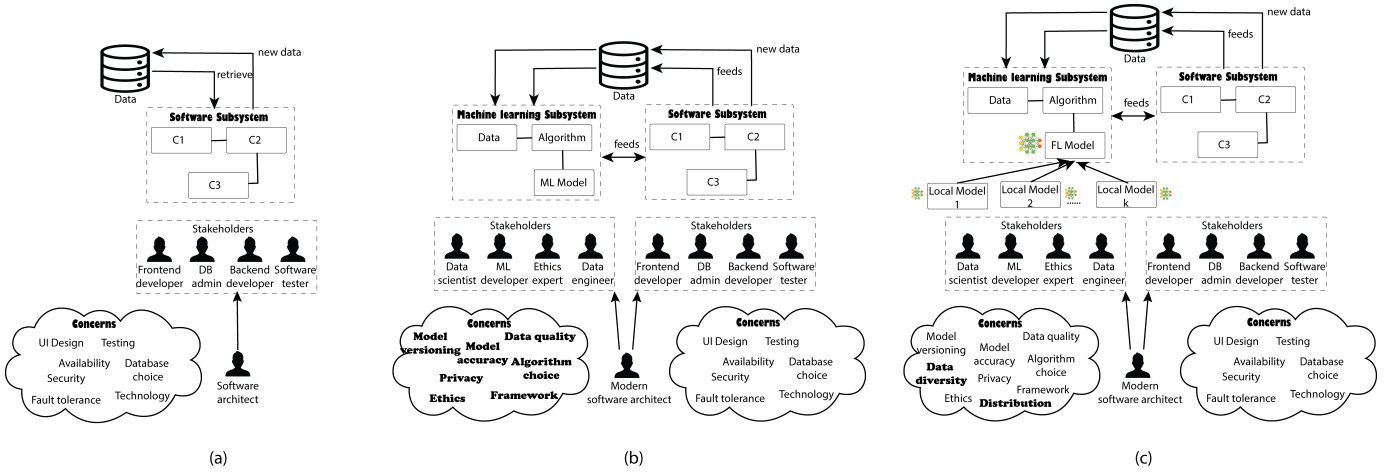 new data
retrieve
Data
Software Subsystem
C1
C2
C3
Stakeholders
Frontend
developer
DB
admin
Backend
developer
Software
tester
Concerns
UI Design
Testing
Availability
Database
choice
Security
Fault tolerance
Technology
Software
architect
(a)
new data
feeds
Data
Machine learning Subsystem
Data
Algorithm
ML Model
feeds
Software Subsystem
C1
C2
C3
Stakeholders
Data
scientist
ML
developer
Ethics
expert
Data
engineer
Stakeholders
Frontend
developer
DB
admin
Backend
developer
Software
tester
Concerns
Model
versioning
Data quality
Model
accuracy
Algorithm
choice
Privacy
Ethics
Framework
Modern
software architect
Concerns
UI Design
Testing
Availability
Database
choice
Security
Fault tolerance
Technology
(b)
new data
feeds
Data
Machine learning Subsystem
Data
Algorithm
FL Model
feeds
Software Subsystem
C1
C2
C3
Local Model
1
Local Model
2
......
Local Model
k
Stakeholders
Data
scientist
ML
developer
Ethics
expert
Data
engineer
Stakeholders
Frontend
developer
DB
admin
Backend
developer
Software
tester
Concerns
Model
versioning
Data quality
Model
accuracy
Algorithm
choice
Data
diversity
Privacy
Framework
Ethics
Distribution
Modern
software architect
Concerns
UI Design
Testing
Availability
Database
choice
Security
Fault tolerance
Technology
(c)